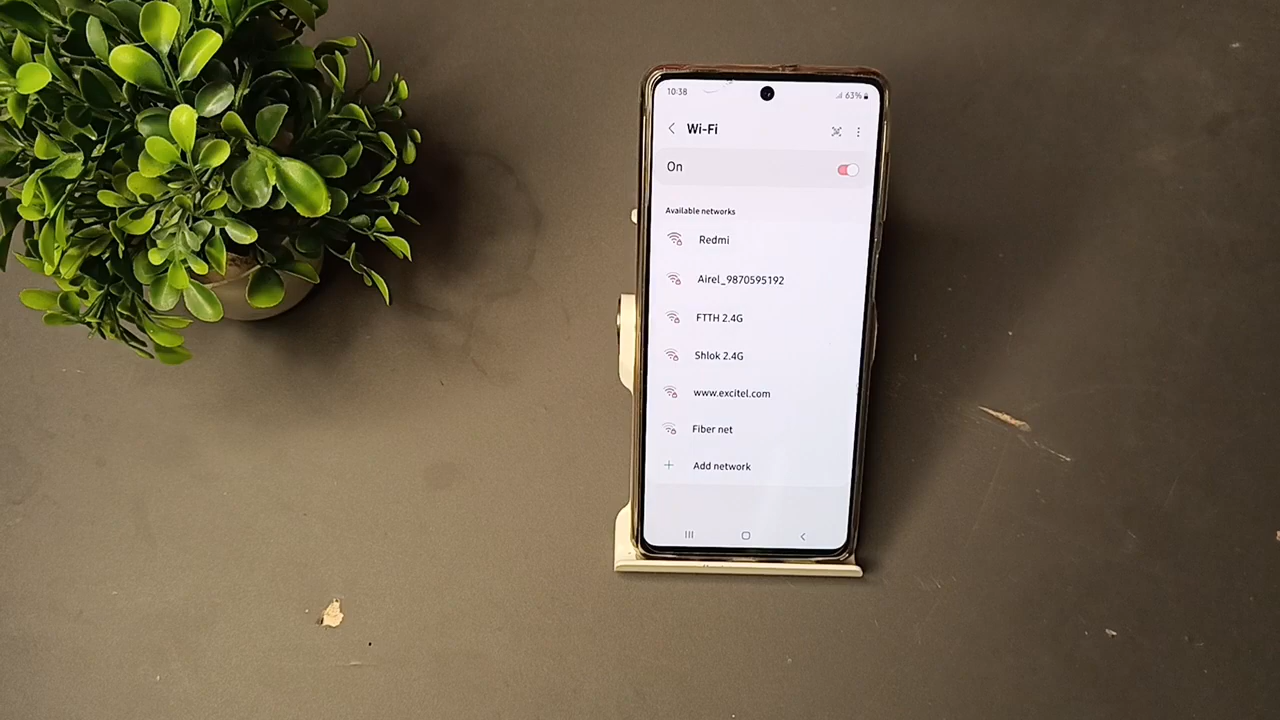 10:38
63%
Wi-Fi
On
Available networks
Redmi
Airel_9870595192
FTTH 2.4G
Shlok 2.4G
www.excitel.com
Fiber net
Add network